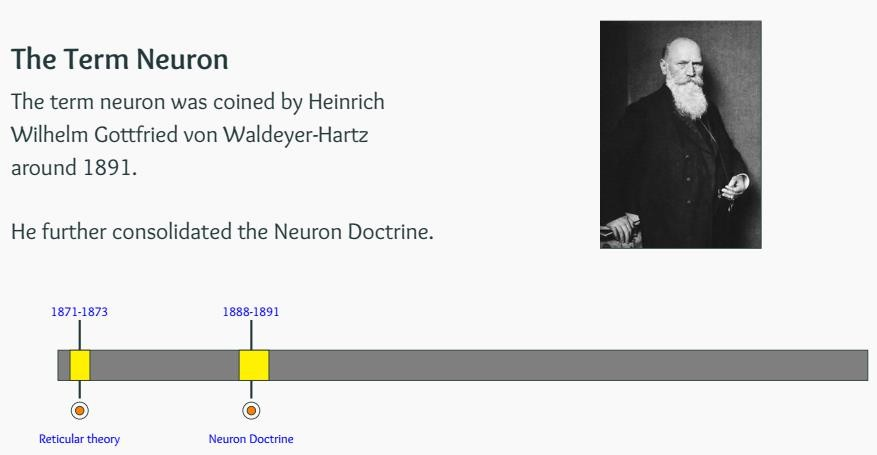 The Term Neuron
The term neuron was coined by Heinrich
Wilhelm Gottfried von Waldeyer-Hartz
around 1891.
He further consolidated the Neuron Doctrine.
1871-1873
1888-1891
Reticular theory
Neuron Doctrine